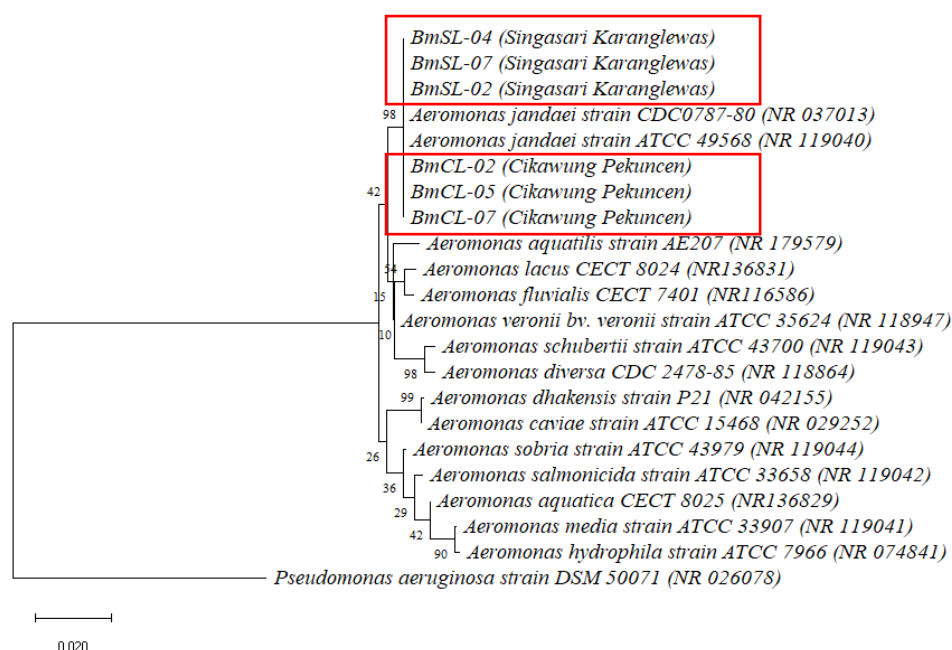 BmSL-04 (Singasari Karanglewas)
BmSL-07 (Singasari Karanglewas)
BmSL-02 (Singasari Karanglewas)
98
Aeromonas jandaei strain CDC0787-80 (NR 037013)
Aeromonas jandaei strain ATCC 49568 (NR 119040)
BmCL-02 (Cikawung Pekuncen)
42
BmCL-05 (Cikawung Pekuncen)
BmCL-07 (Cikawung Pekuncen)
Aeromonas aquatilis strain AE207 (NR 179579)
54
Aeromonas lacus CECT 8024 (NR136831)
15
Aeromonas fluvialis CECT 7401 (NR116586)
Aeromonas veronii bv. veronii strain ATCC 35624 (NR 118947)
10
Aeromonas schubertii strain ATCC 43700 (NR 119043)
98
Aeromonas diversa CDC 2478-85 (NR 118864)
99
Aeromonas dhakensis strain P21 (NR 042155)
Aeromonas caviae strain ATCC 15468 (NR 029252)
26
Aeromonas sobria strain ATCC 43979 (NR 119044)
36
Aeromonas salmonicida strain ATCC 33658 (NR 119042)
29
Aeromonas aquatica CECT 8025 (NR136829)
42
Aeromonas media strain ATCC 33907 (NR 119041)
90
Aeromonas hydrophila strain ATCC 7966 (NR 074841)
Pseudomonas aeruginosa strain DSM 50071 (NR 026078)
0.020